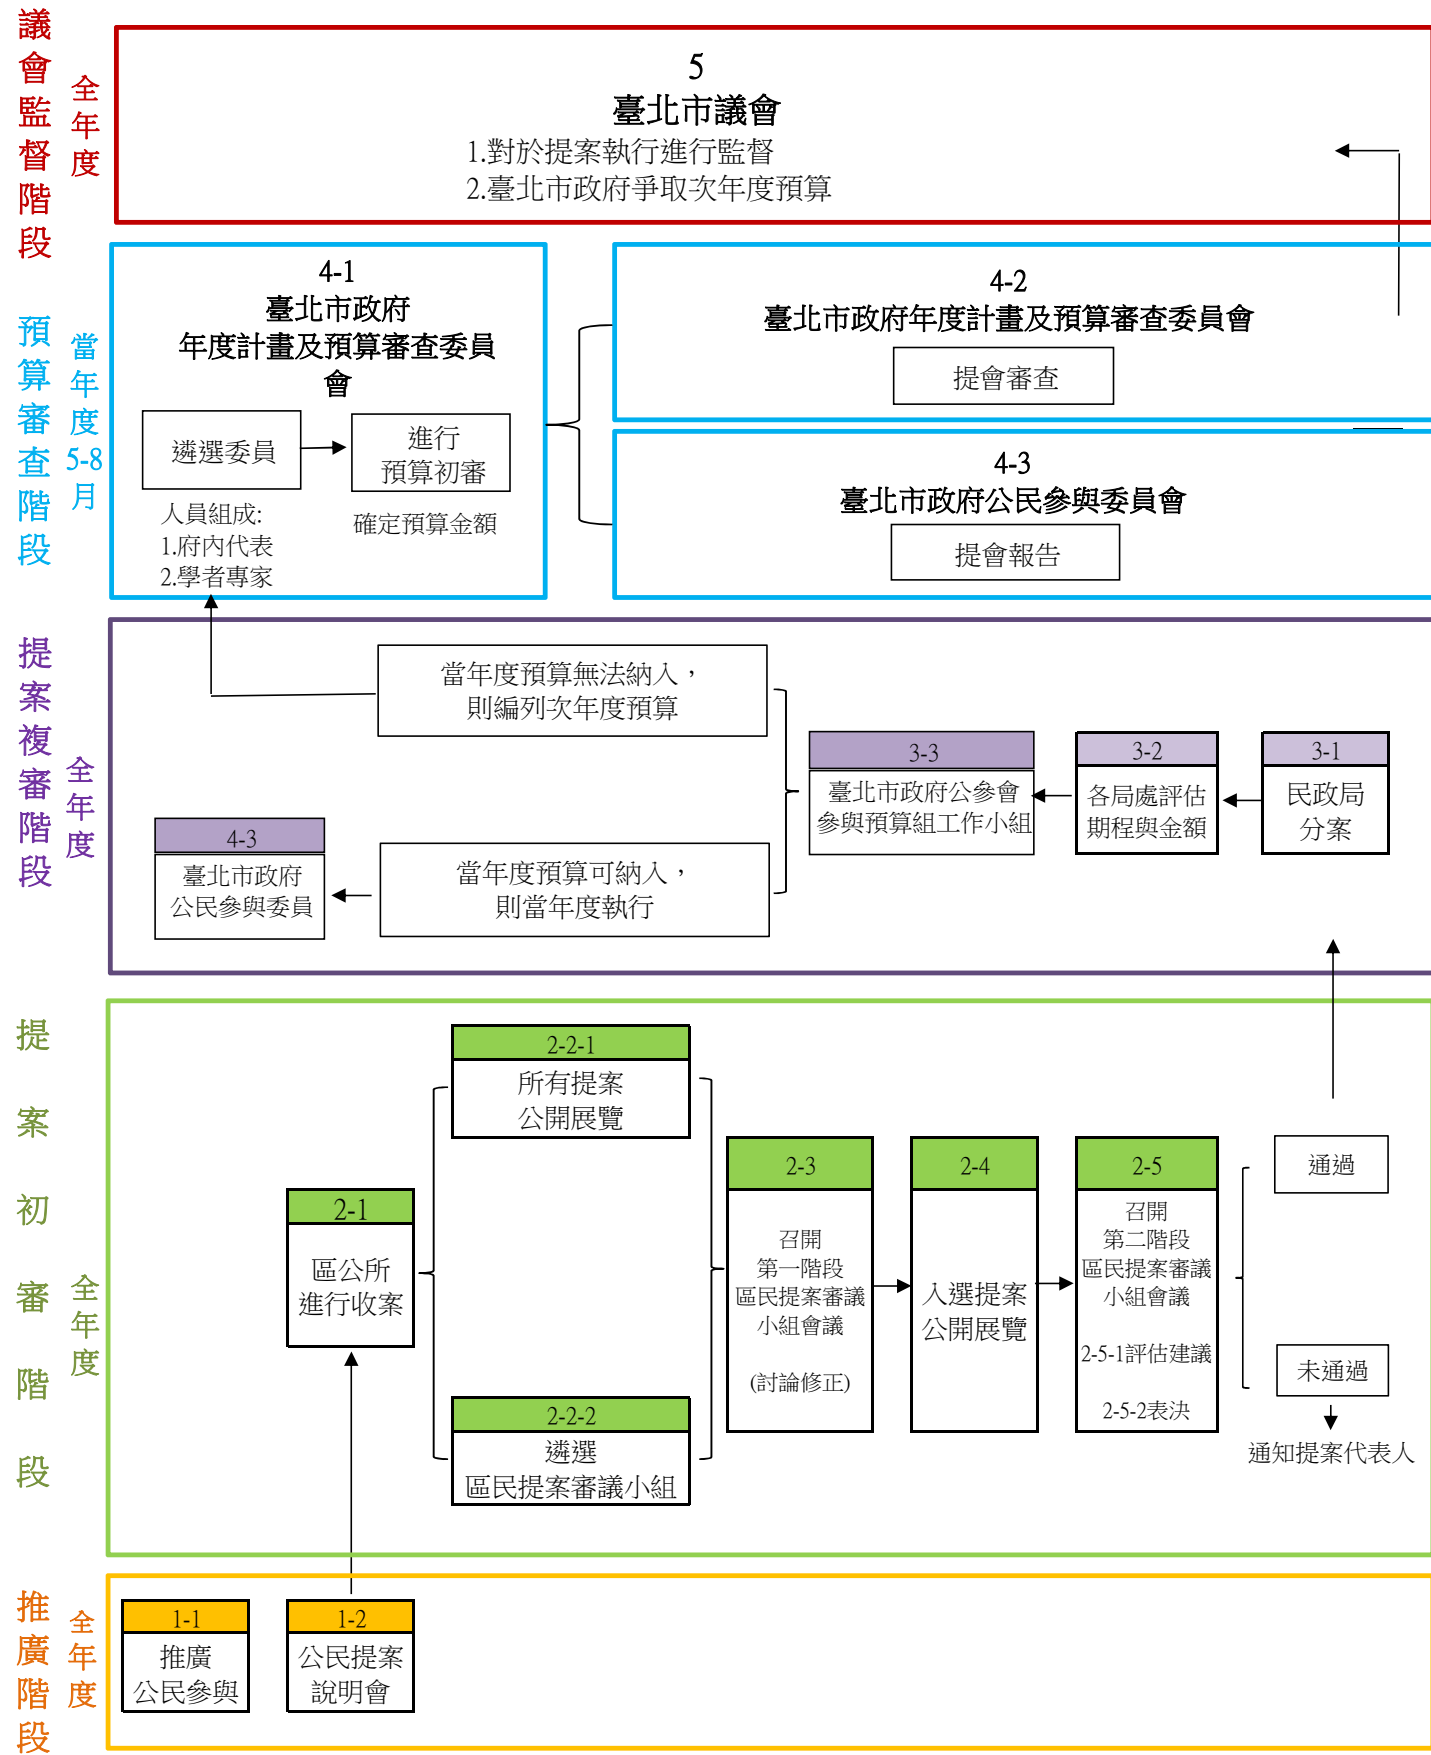 議會監督階段
全年度
5
臺北市議會
1.對於提案執行進行監督
2.臺北市政府爭取次年度預算
預算審查階段
當年度5-8月
4-1
臺北市政府
年度計畫及預算審查委員
會
遴選委員
進行
預算初審
人員組成:
1.府內代表
2.學者專家
確定預算金額
4-2
臺北市政府年度計畫及預算審查委員會
提會審查
4-3
臺北市政府公民參與委員會
提會報告
提案複審階段
全年度
當年度預算無法納入，
則編列次年度預算
4-3
臺北市政府
公民參與委員
當年度預算可納入，
則當年度執行
3-3
臺北市政府公參會
參與預算組工作小組
3-2
各局處評估
期程與金額
3-1
民政局
分案
提案初審階段
全年度
2-1
區公所
進行收案
2-2-1
所有提案
公開展覽
2-2-2
遴選
區民提案審議小組
2-3
召開
第一階段
區民提案審議
小組會議
(討論修正)
2-4
入選提案
公開展覽
2-5
召開
第二階段
區民提案審議
小組會議
2-5-1評估建議
2-5-2表決
通過
未通過
通知提案代表人
推廣階段
全年度
1-1
推廣
公民參與
1-2
公民提案
說明會